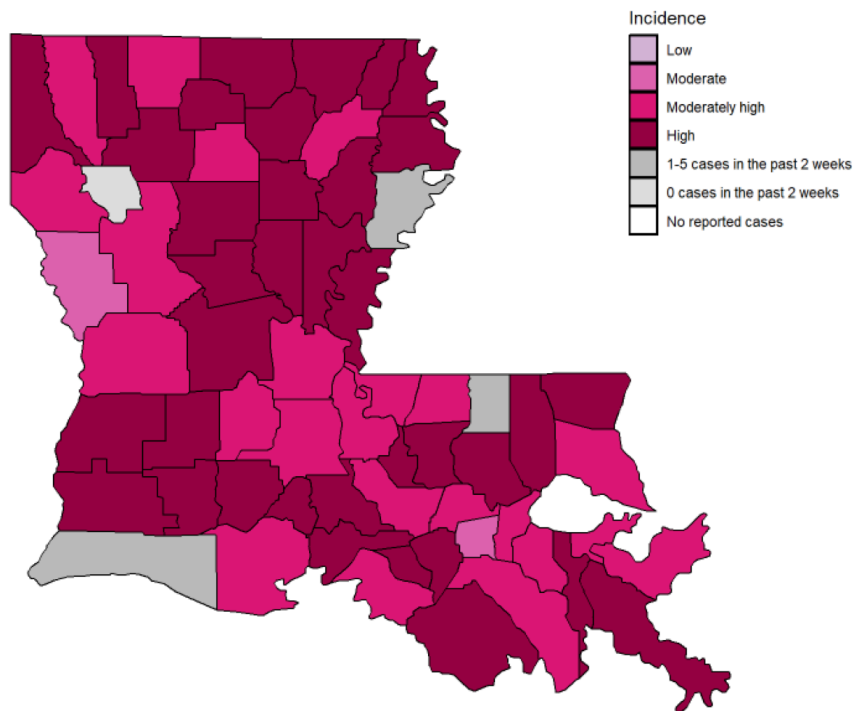 Incidence
Low
Moderate
Moderately high
High
1-5 cases in the past 2 weeks
0 cases in the past 2 weeks
No reported cases